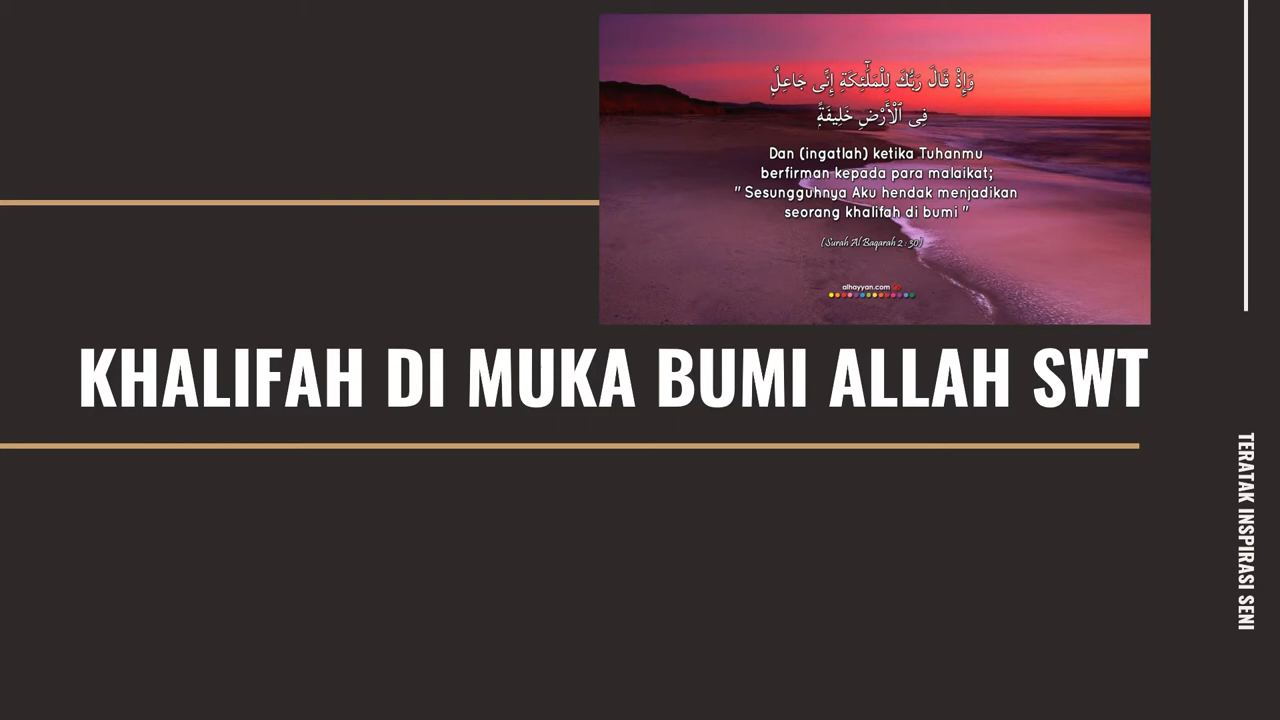 وَإِذْ قَالَ رَبُّكَ لِلْمَلَٰٓئِكَةِ إِنِّى جَاعِلٌ
فِى ٱلْأَرْضِ خَلِيفَةً
Dan (ingatlah) ketika Tuhanmu
berfirman kepada para malaikat;
" Sesungguhnya Aku hendak menjadikan
seorang khalifah di bumi "
(Surah Al Baqarah 2 : 30)
alhayyan.com
KHALIFAH DI MUKA BUMI ALLAH SWT
TERATAK INSPIRASI SENI